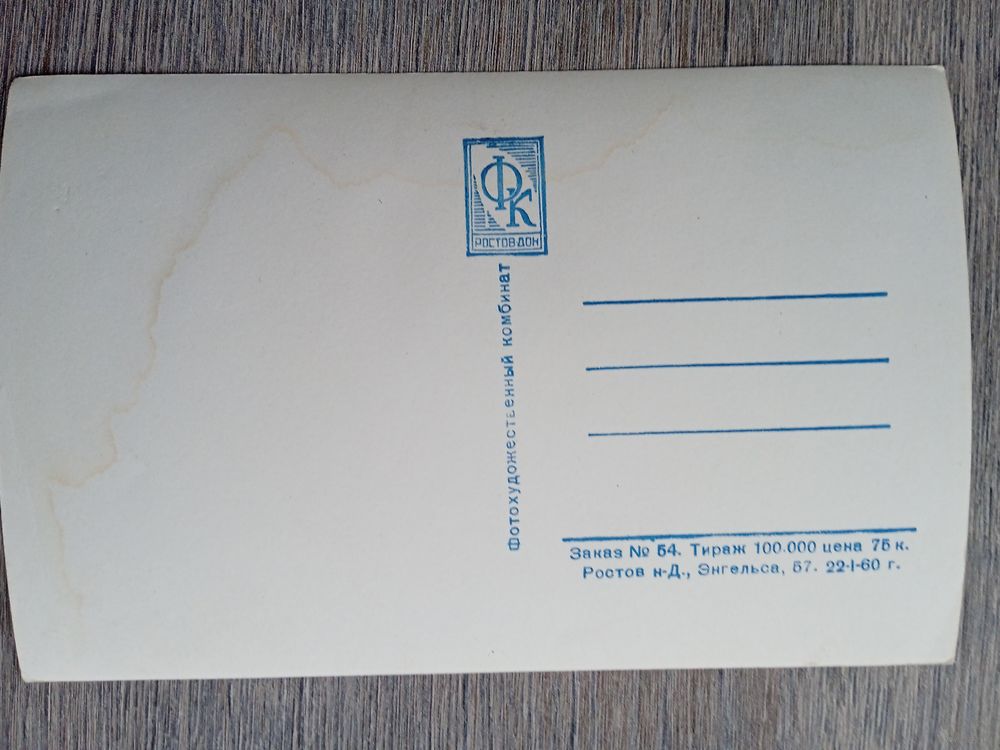 ФК
РОСТОВ-ДОН
Фотохудожественный комбинат
Заказ № 54. Тираж 100.000 цена 75 к.
Ростов н-Д., Энгельса, 57. 22-I-60 г.